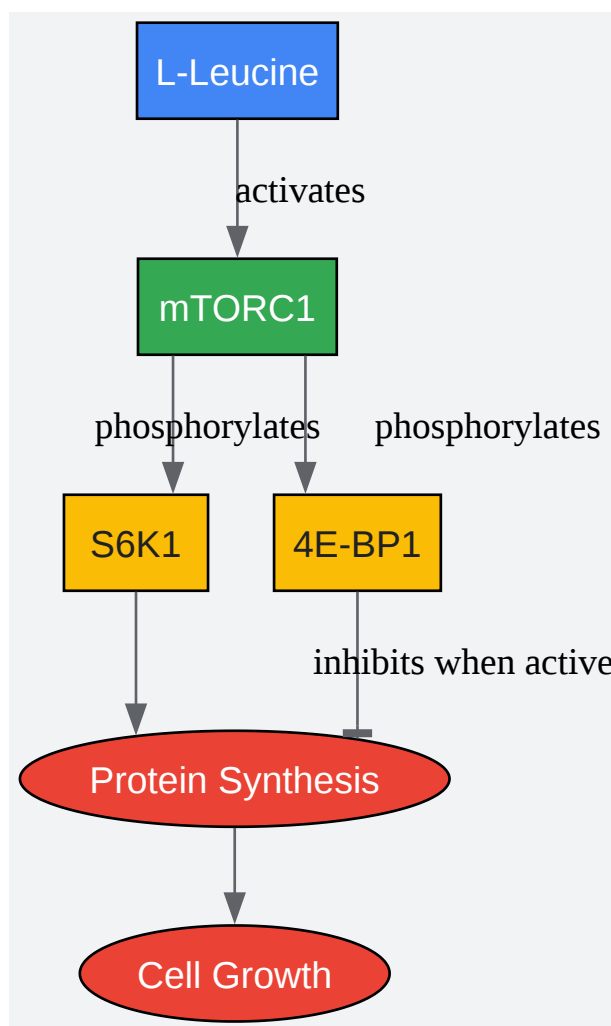 L-Leucine
activates
mTORC1
phosphorylates
phosphorylates
S6K1
4E-BP1
inhibits when active
Protein Synthesis
Cell Growth